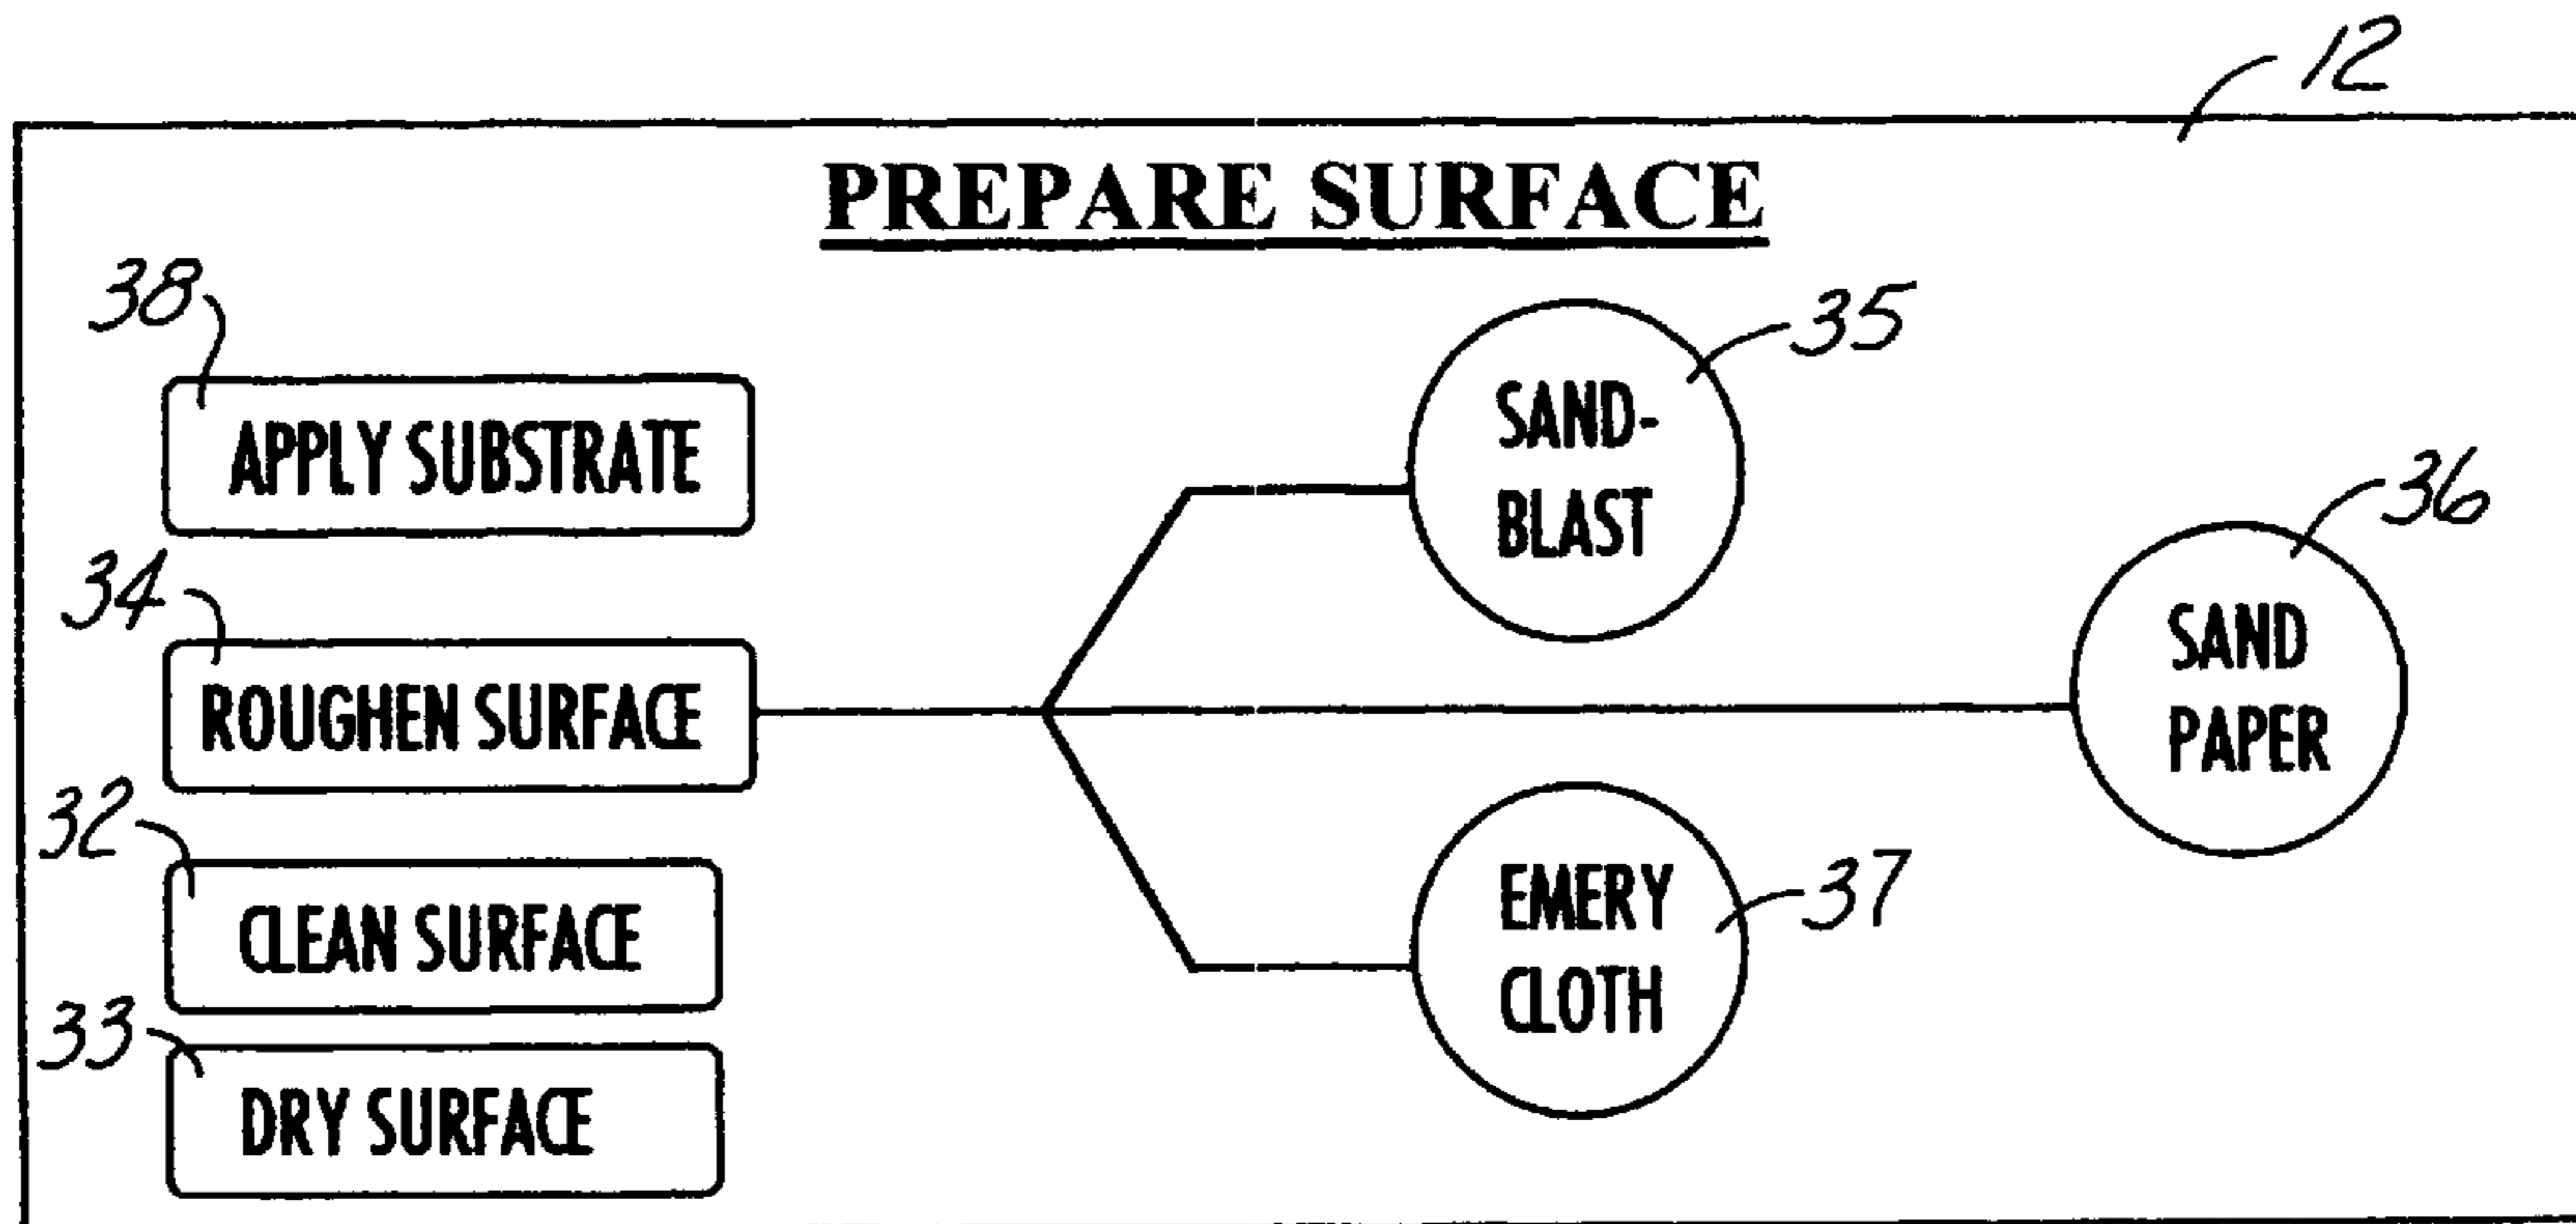 12
PREPARE SURFACE
38
APPLY SUBSTRATE
35
SAND-
BLAST
36
SAND
PAPER
34
ROUGHEN SURFACE
32
CLEAN SURFACE
37
EMERY
CLOTH
33
DRY SURFACE